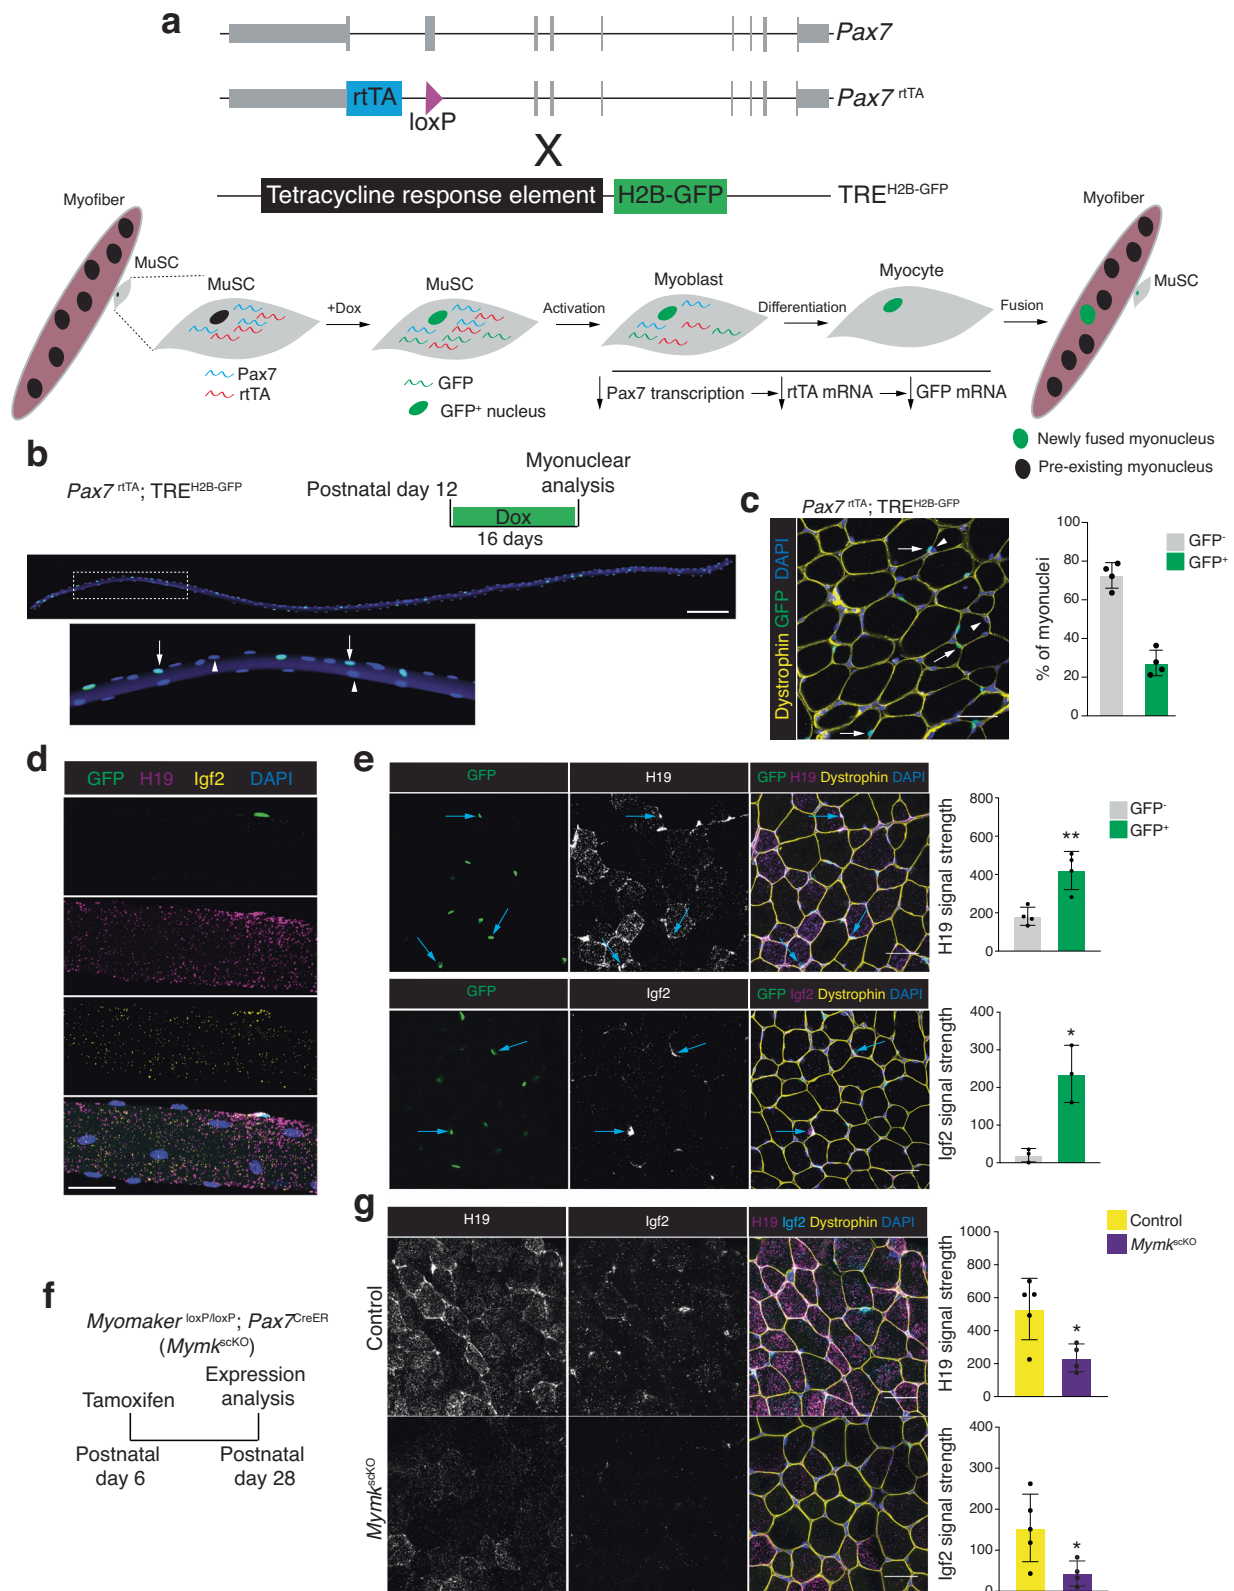 a
Pax7
rtTA
Pax7 rtTA
loxP
X
Tetracycline response element
H2B-GFP
TRE H2B-GFP
Myofiber
MuSC
MuSC
+Dox
MuSC
Activation
Myoblast
Differentiation
Myocyte
Fusion
Myofiber
MuSC
Pax7
rtTA
GFP
GFP+ nucleus
Pax7 transcription
rtTA mRNA
GFP mRNA
Newly fused myonucleus
Pre-existing myonucleus
b
Pax7 rtTA; TRE H2B-GFP
Postnatal day 12
Myonuclear
analysis
Dox
16 days
c
Pax7 rtTA; TRE H2B-GFP
Dystrophin GFP DAPI
% of myonuclei
100
80
60
40
20
0
GFP-
GFP+
d
GFP H19 Igf2 DAPI
e
GFP
H19
GFP H19 Dystrophin DAPI
H19 signal strength
800
600
400
200
0
**
GFP-
GFP+
GFP
Igf2
GFP Igf2 Dystrophin DAPI
Igf2 signal strength
400
300
200
100
0
*
f
Myomaker loxP/loxP; Pax7 CreER
(Mymk scKO)
Tamoxifen
Expression
analysis
Postnatal
day 6
Postnatal
day 28
g
H19
Igf2
H19 Igf2 Dystrophin DAPI
Control
Mymk scKO
H19 signal strength
1000
800
600
400
200
0
*
Control
Mymk scKO
Igf2 signal strength
400
300
200
100
0
*